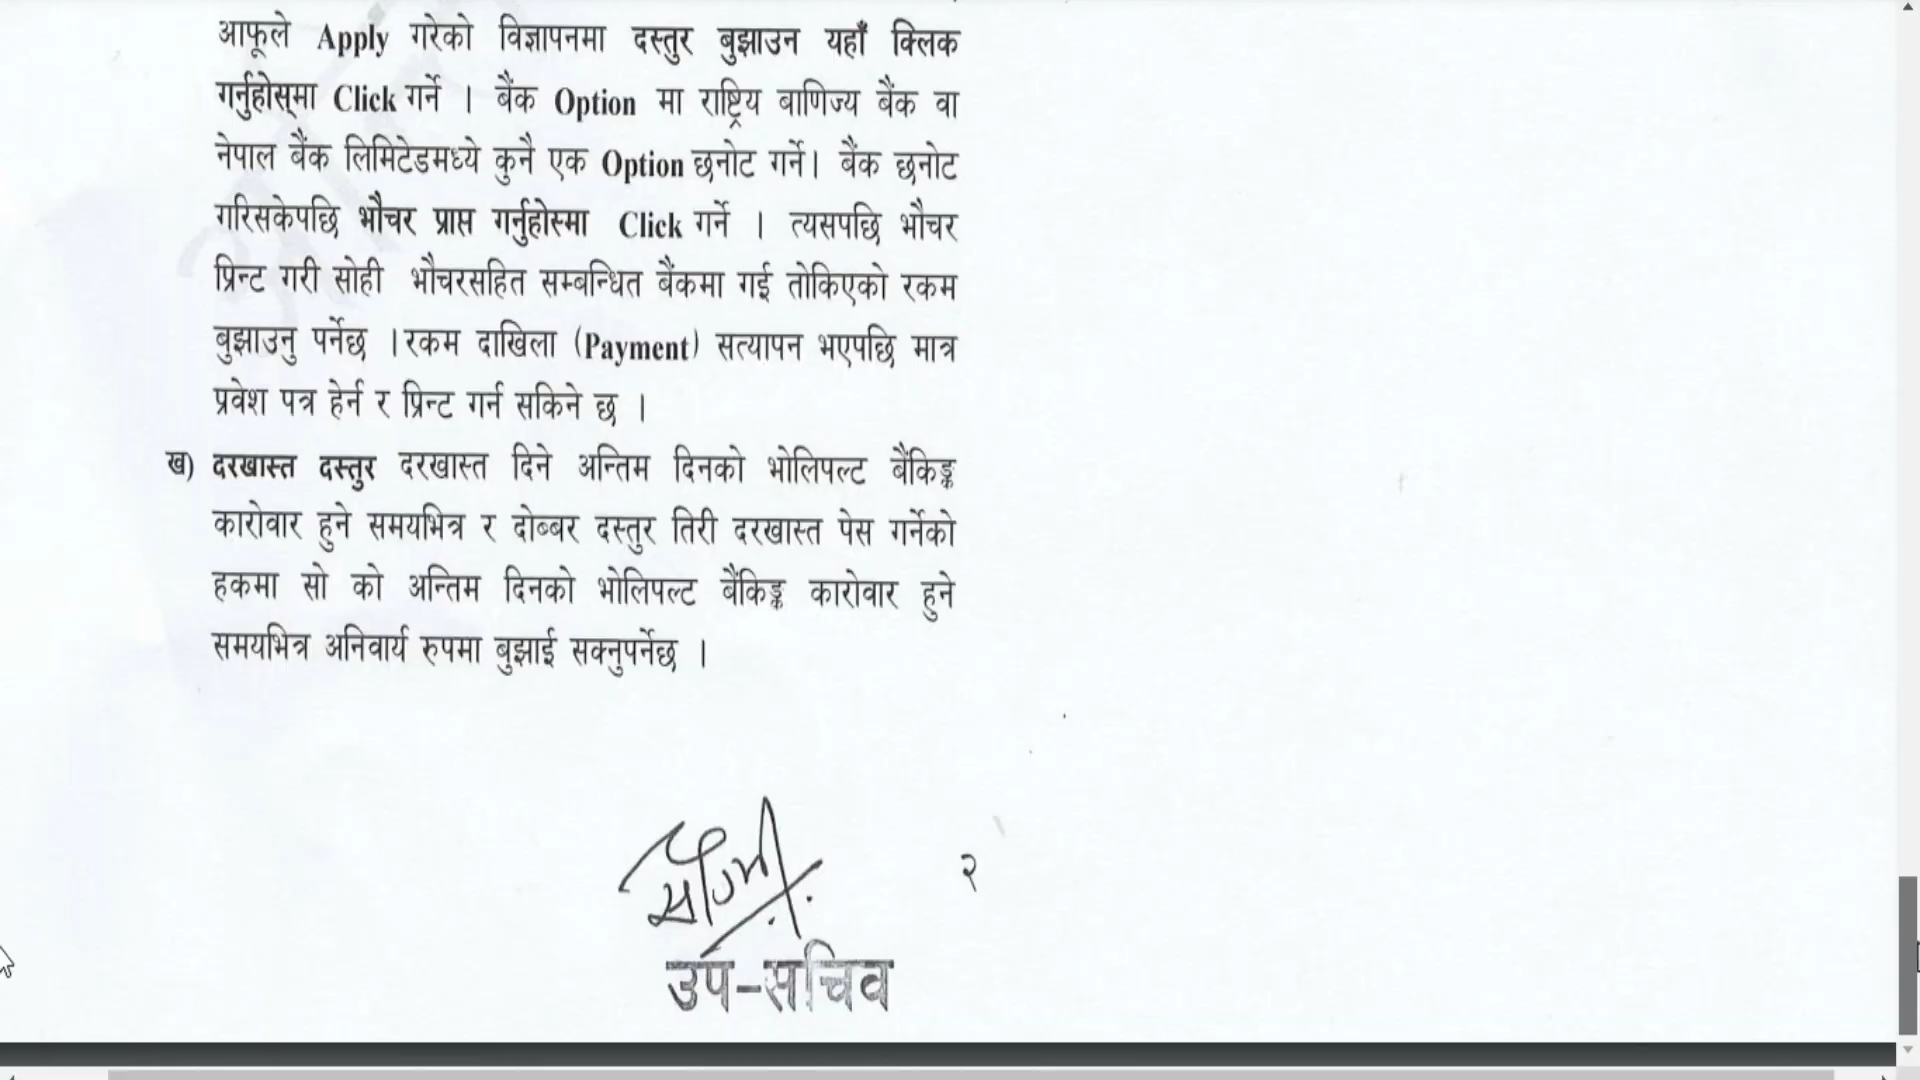 आफूले Apply गरेको विज्ञापनमा दस्तुर बुझाउन यहाँ क्लिक
गर्नुहोस्‌मा Click गर्ने । बैंक Option मा राष्ट्रिय बाणिज्य बैंक वा
नेपाल बैंक लिमिटेडमध्ये कुनै एक Option छनोट गर्ने। बैंक छनोट
गरिसकेपछि भौचर प्राप्त गर्नुहोस्मा Click गर्ने । त्यसपछि भौचर
प्रिन्ट गरी सोही भौचरसहित सम्बन्धित बैंकमा गई तोकिएको रकम
बुझाउनु पर्नेछ ।रकम दाखिला (Payment) सत्यापन भएपछि मात्र
प्रवेश पत्र हेर्न र प्रिन्ट गर्न सकिने छ ।
ख) दरखास्त दस्तुर दरखास्त दिने अन्तिम दिनको भोलिपल्ट बैंकिङ्क
कारोवार हुने समयभित्र र दोब्बर दस्तुर तिरी दरखास्त पेस गर्नेको
हकमा सो को अन्तिम दिनको भोलिपल्ट बैंकिङ्क कारोवार हुने
समयभित्र अनिवार्य रुपमा बुझाई सक्नुपर्नेछ ।
२
उप-सचिव